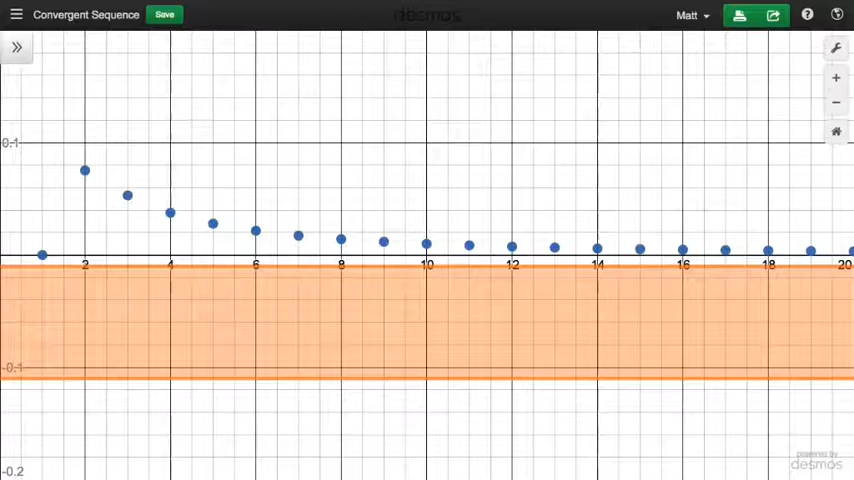 Convergent Sequence Save desmos Matt
0.1
2 4 6 8 10 12 14 16 18 20
-0.1
-0.2
powered by
desmos